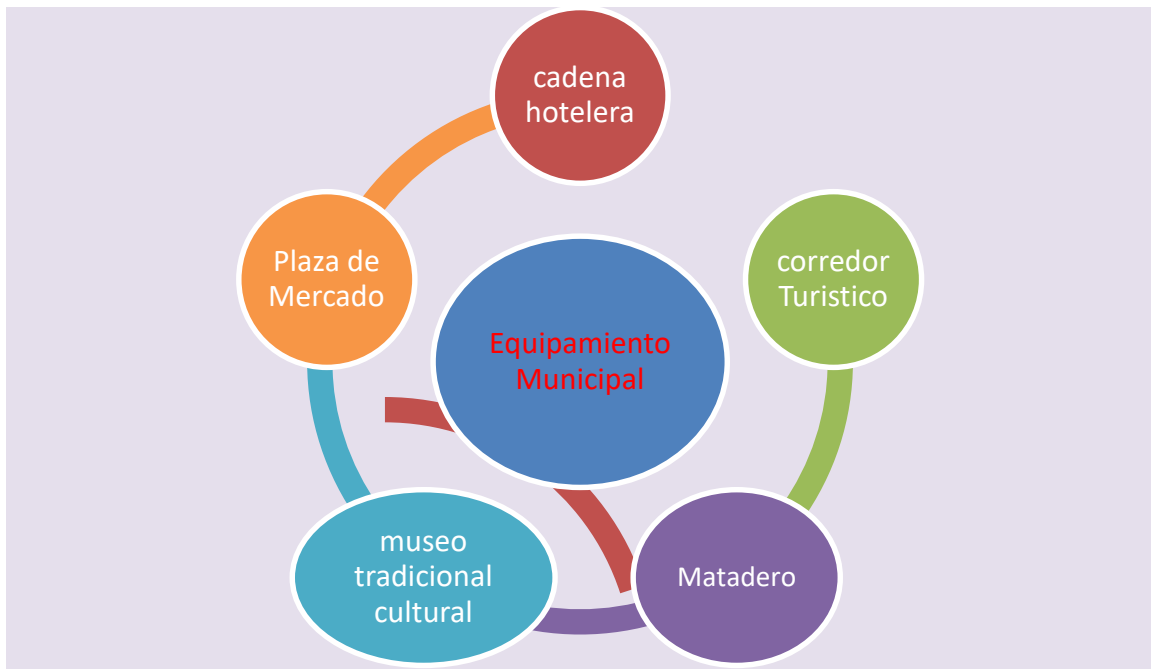 cadena
hotelera
Plaza de
Mercado
corredor
Turistico
Equipamiento
Municipal
museo
tradicional
cultural
Matadero